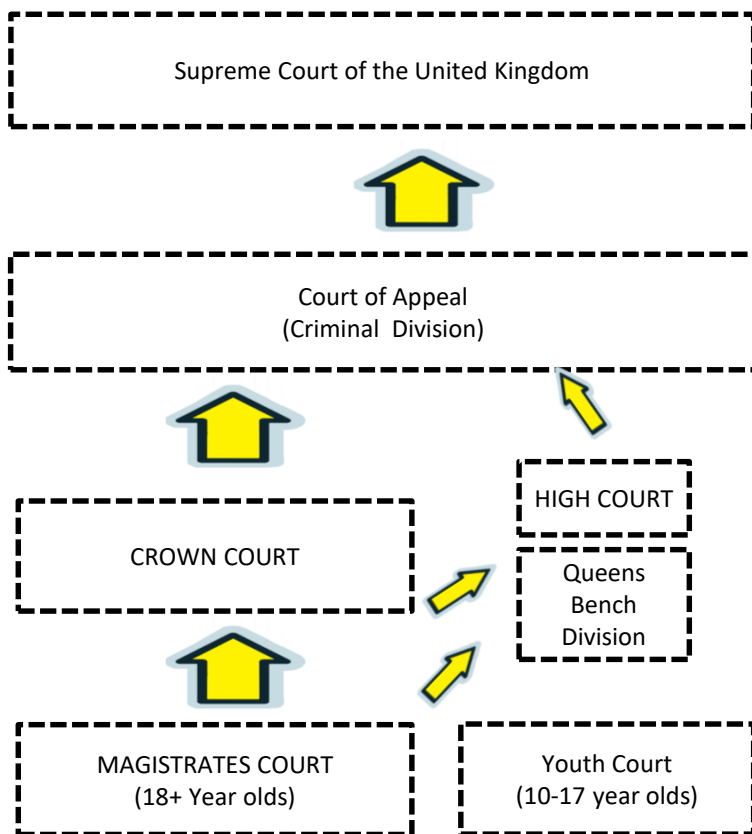 Supreme Court of the United Kingdom
Court of Appeal
(Criminal Division)
HIGH COURT
CROWN COURT
Queens
Bench
Division
MAGISTRATES COURT
(18+ Year olds)
Youth Court
(10-17 year olds)